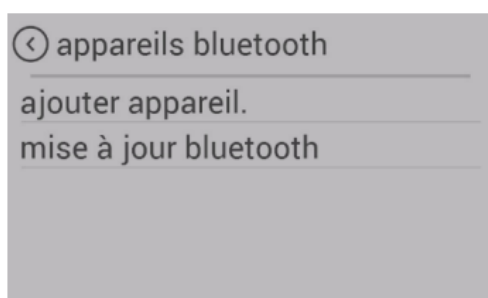 appareils bluetooth
ajouter appareil.
mise à jour bluetooth